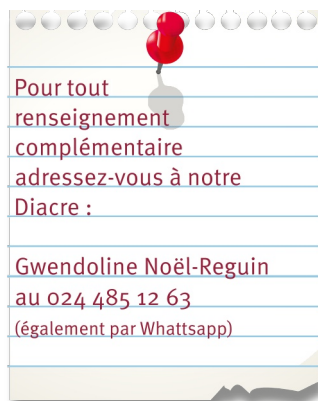 Pour tout
renseignement
complémentaire
adressez-vous à notre
Diacre :
Gwendoline Noël-Reguin
au 024 485 12 63
(également par Whattsapp)